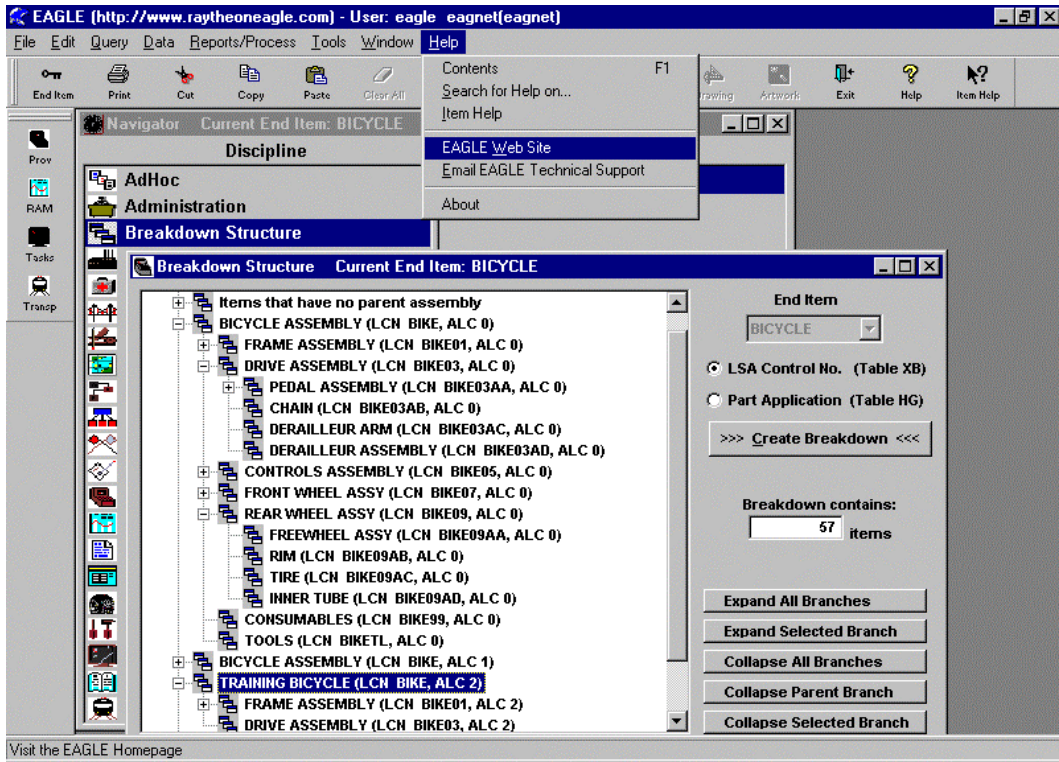 EAGLE (http://www.raytheoneagle.com) - User: eagle eagnet(eagnet)
File Edit Query Data Reports/Process Tools Window Help
End Item Print Cut Copy Paste Clear All Artwork Exit Help Item Help
Contents F1
Search for Help on...
Item Help
EAGLE Web Site
Email EAGLE Technical Support
About
Prov
RAM
Tasks
Transp
Navigator Current End Item: BICYCLE
Discipline
AdHoc
Administration
Breakdown Structure
Breakdown Structure Current End Item: BICYCLE
Items that have no parent assembly
BICYCLE ASSEMBLY (LCN BIKE, ALC 0)
FRAME ASSEMBLY (LCN BIKE01, ALC 0)
DRIVE ASSEMBLY (LCN BIKE03, ALC 0)
PEDAL ASSEMBLY (LCN BIKE03AA, ALC 0)
CHAIN (LCN BIKE03AB, ALC 0)
DERAILLEUR ARM (LCN BIKE03AC, ALC 0)
DERAILLEUR ASSEMBLY (LCN BIKE03AD, ALC 0)
CONTROLS ASSEMBLY (LCN BIKE05, ALC 0)
FRONT WHEEL ASSY (LCN BIKE07, ALC 0)
REAR WHEEL ASSY (LCN BIKE09, ALC 0)
FREEWHEEL ASSY (LCN BIKE09AA, ALC 0)
RIM (LCN BIKE09AB, ALC 0)
TIRE (LCN BIKE09AC, ALC 0)
INNER TUBE (LCN BIKE09AD, ALC 0)
CONSUMABLES (LCN BIKE99, ALC 0)
TOOLS (LCN BIKETL, ALC 0)
BICYCLE ASSEMBLY (LCN BIKE, ALC 1)
TRAINING BICYCLE (LCN BIKE, ALC 2)
FRAME ASSEMBLY (LCN BIKE01, ALC 2)
DRIVE ASSEMBLY (LCN BIKE03, ALC 2)
End Item
BICYCLE
LSA Control No. (Table XB)
Part Application (Table HG)
>>> Create Breakdown <<<
Breakdown contains:
57 items
Expand All Branches
Expand Selected Branch
Collapse All Branches
Collapse Parent Branch
Collapse Selected Branch
Visit the EAGLE Homepage